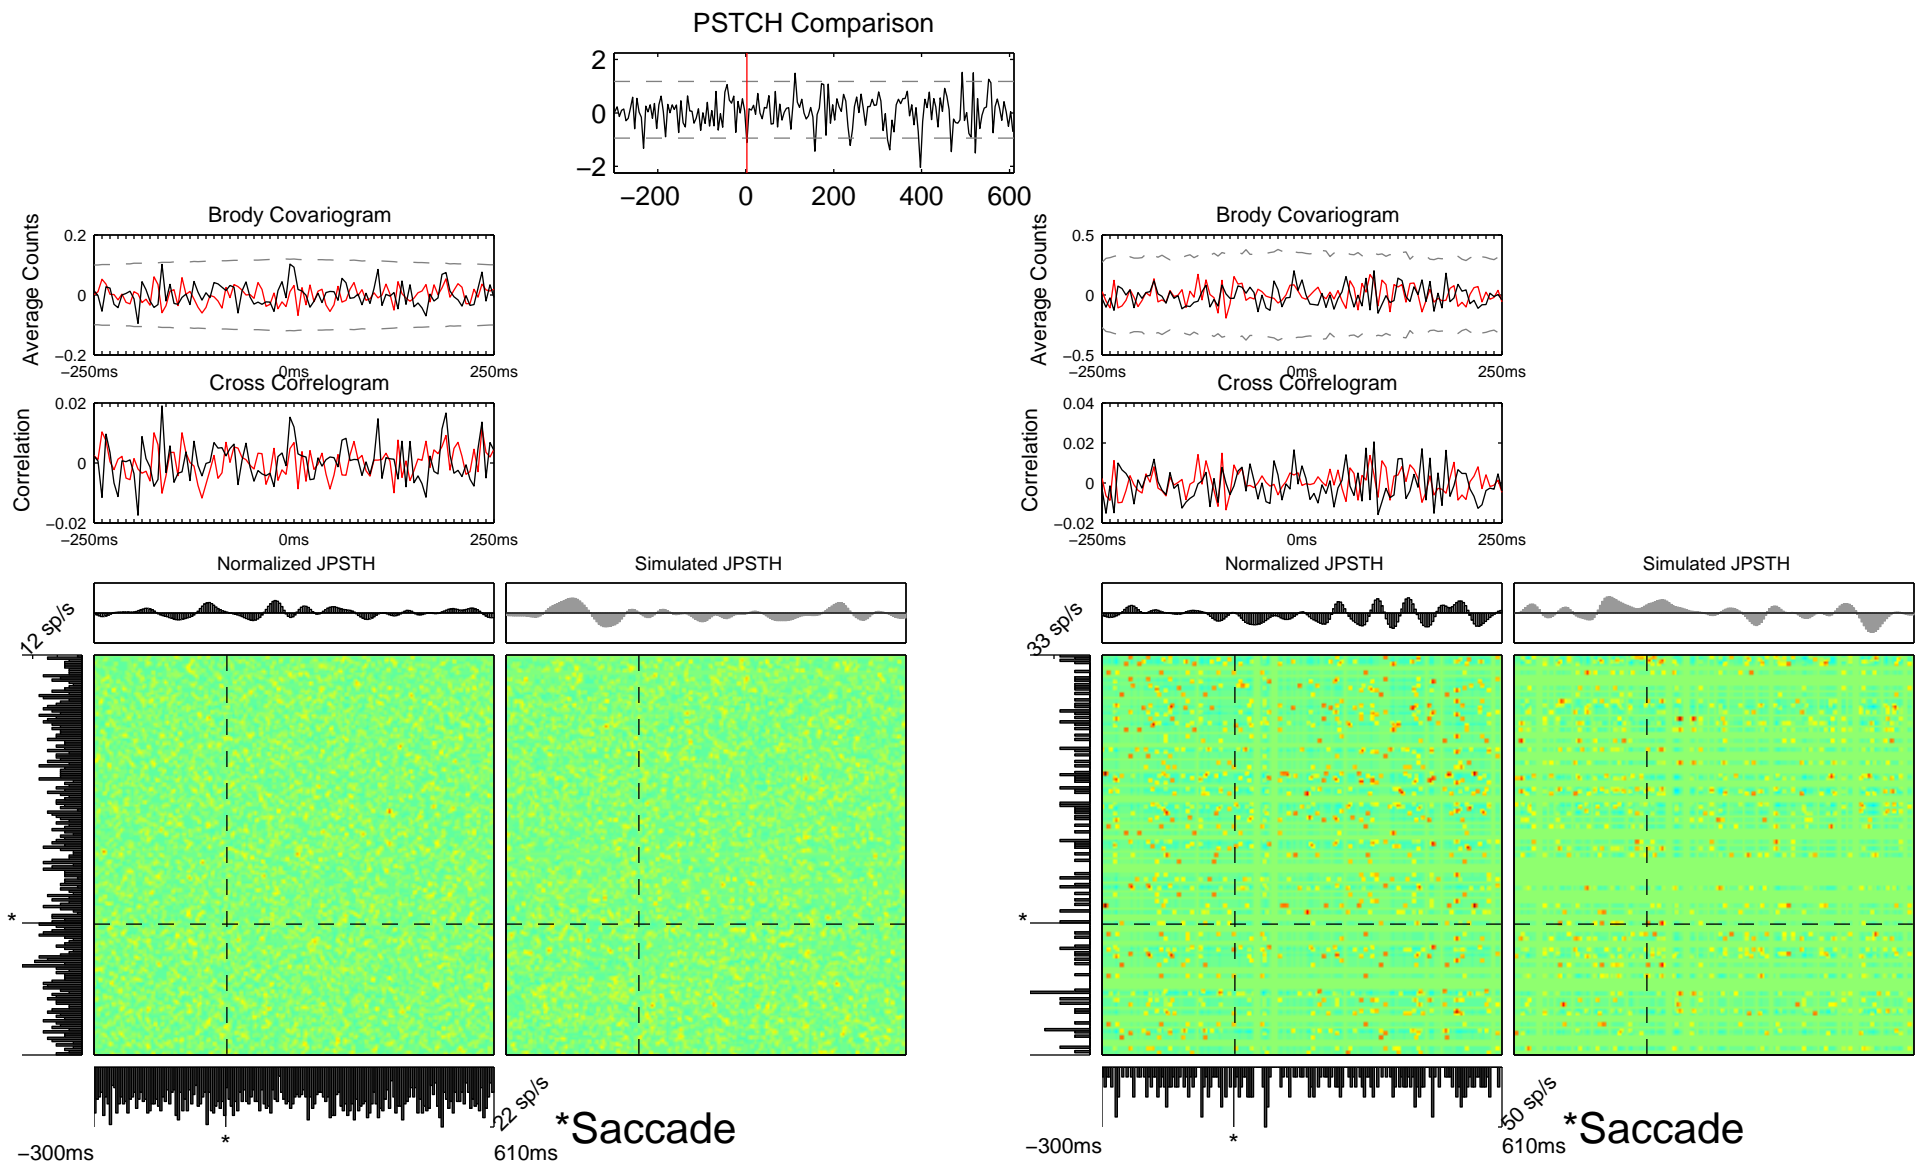 PSTCH Comparison
2
0
−2
−200 0 200 400 600
Brody Covariogram
Average Counts
0.2
0
−0.2
−250ms 0ms 250ms
Cross Correlogram
Correlation
0.02
0
−0.02
−250ms 0ms 250ms
Normalized JPSTH
Simulated JPSTH
12 sp/s
*
*
22 sp/s
*Saccade
−300ms
610ms
Brody Covariogram
Average Counts
0.5
0
−0.5
−250ms 0ms 250ms
Cross Correlogram
Correlation
0.04
0.02
0
−0.02
−250ms 0ms 250ms
Normalized JPSTH
Simulated JPSTH
33 sp/s
*
*
50 sp/s
*Saccade
−300ms
610ms